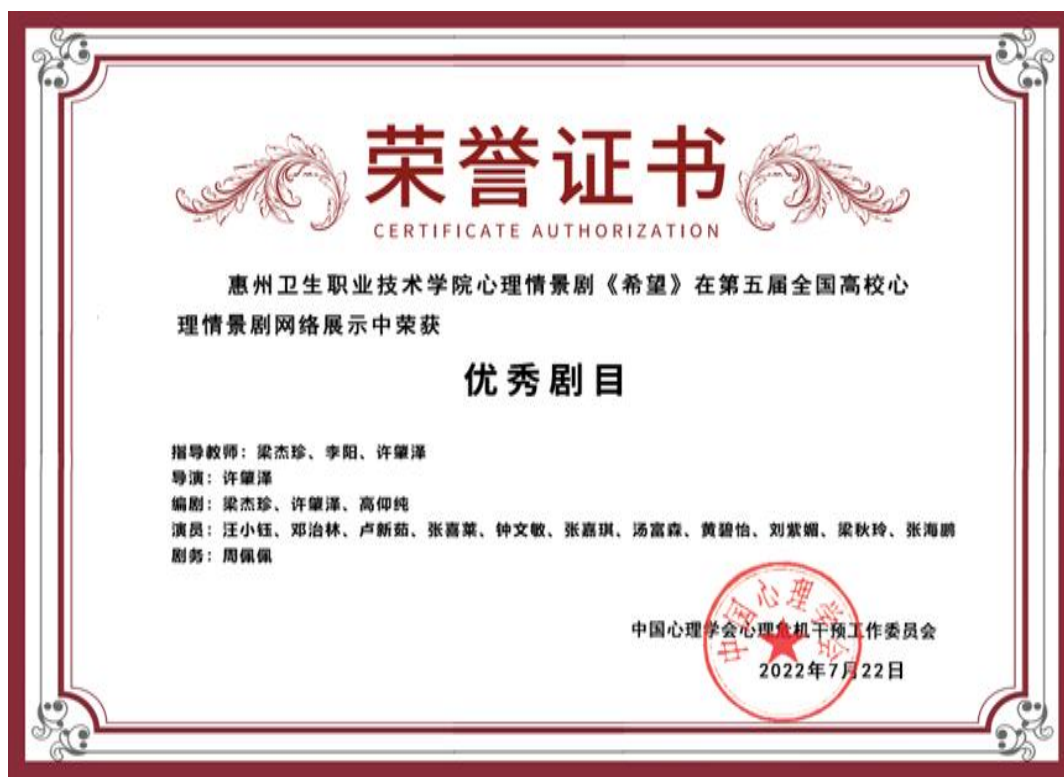 荣誉证书
CERTIFICATE AUTHORIZATION
惠州卫生职业技术学院心理情景剧《希望》在第五届全国高校心
理情景剧网络展示中荣获
优秀剧目
指导教师：梁杰珍、李阳、许肇泽
导演：许肇泽
编剧：梁杰珍、许肇泽、高仰纯
演员：汪小钰、邓治林、卢新茹、张喜莱、钟文敏、张嘉琪、汤富森、黄碧怡、刘紫媚、梁秋玲、张海鹏
剧务：周佩佩
中国心理学会心理危机干预工作委员会
2022年7月22日
中国心理学会